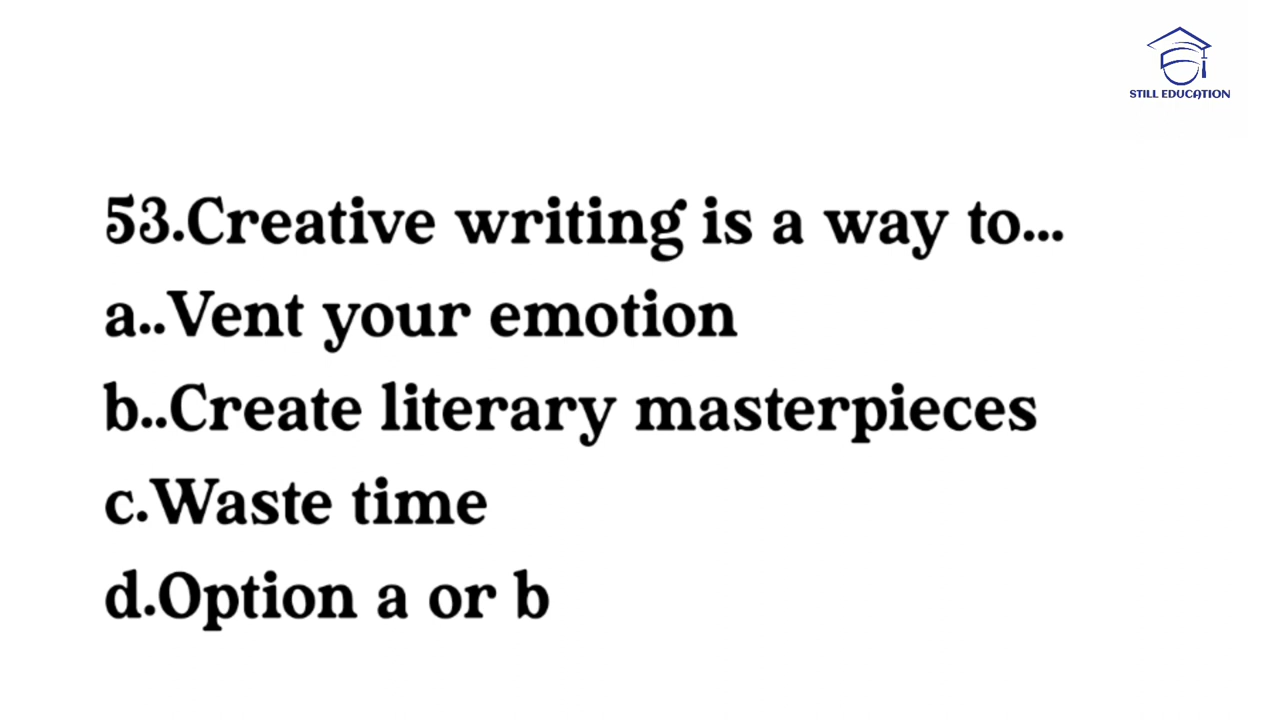 STILL EDUCATION
53.Creative writing is a way to...
a..Vent your emotion
b..Create literary masterpieces
c.Waste time
d.Option a or b